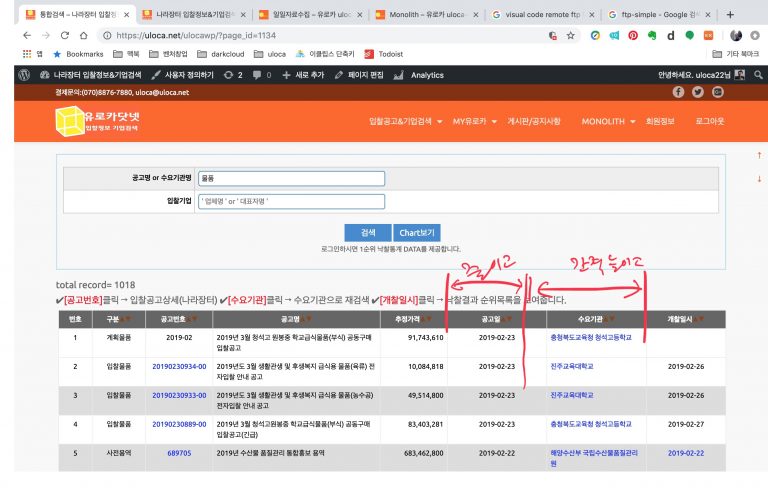 통합검색 – 나라장터 입찰정
나라장터 입찰정보&기업검색
일일자료수집 – 유로카 uloc
Monolith – 유로카 uloca
visual code remote ftp
ftp-simple - Google 검색
https://uloca.net/ulocawp/?page_id=1134
앱 Bookmarks 맥북 벤처창업 darkcloud uloca 이클립스 단축키 Todoist 기타 북마크
나라장터 입찰정보&기업검색 사용자 정의하기 2 0 새로 추가 페이지 편집 Analytics 안녕하세요. uloca22님
결제문의:(070)8876-7880, uloca@uloca.net
유로카닷넷
입찰정보 기업검색
입찰공고&기업검색 MY유로카 게시판/공지사항 MONOLITH 회원정보 로그아웃
공고명 or 수요기관명 물품
입찰기업 ' 업체명 ' or ' 대표자명 '
검색 Chart보기
로그인하시면 1순위 낙찰통계 DATA를 제공합니다.
줄이고 간격 늘이고
total record= 1018
✔[공고번호]클릭 → 입찰공고상세(나라장터) ✔[수요기관]클릭 → 수요기관으로 재검색 ✔[개찰일시]클릭 → 낙찰결과 순위목록을 보여줍니다.
번호 구분▲▼ 공고번호▲▼ 공고명▲▼ 추정가격▲▼ 공고일▲▼ 수요기관▲▼ 개찰일시▲▼
1 계획물품 2019-02 2019년 3월 청석고 원봉중 학교급식물품(부식) 공동구매 91,743,610 2019-02-23 충청북도교육청 청석고등학교
입찰공고
2 입찰물품 20190230934-00 2019년도 3월 생활관생 및 후생복지 급식용 물품(육류) 전 10,084,818 2019-02-23 진주교육대학교 2019-02-26
자입찰 안내 공고
3 입찰물품 20190230933-00 2019년도 3월 생활관생 및 후생복지 급식용 물품(농수공) 49,514,800 2019-02-23 진주교육대학교 2019-02-26
전자입찰 안내 공고
4 입찰물품 20190230889-00 2019년 3월 청석고원봉중 학교급식물품(부식) 공동구매 83,403,281 2019-02-23 충청북도교육청 청석고등학교 2019-02-27
입찰공고(긴급)
5 사전용역 689705 2019년 수산물 품질관리 통합홍보 용역 683,462,800 2019-02-22 해양수산부 국립수산물품질관리 2019-02-22
원